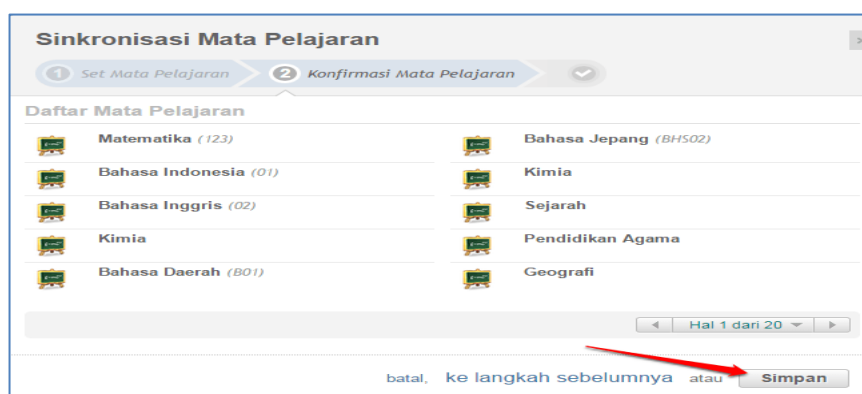 Sinkronisasi Mata Pelajaran
1 Set Mata Pelajaran 2 Konfirmasi Mata Pelajaran
Daftar Mata Pelajaran
Matematika (123)
Bahasa Jepang (BHS02)
Bahasa Indonesia (01)
Kimia
Bahasa Inggris (02)
Sejarah
Kimia
Pendidikan Agama
Bahasa Daerah (B01)
Geografi
Hal 1 dari 20
batal, ke langkah sebelumnya atau Simpan